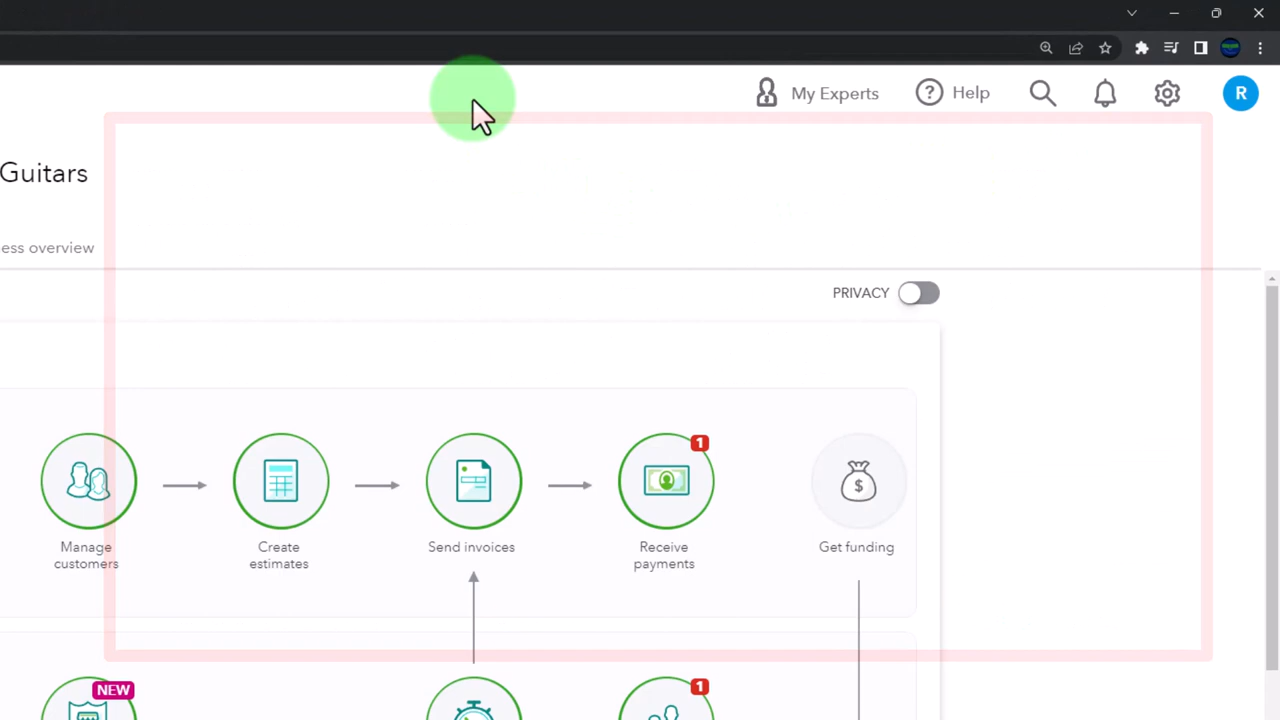 My Experts
Help
R
Guitars
ess overview
PRIVACY
1
Manage
customers
Create
estimates
Send invoices
Receive
payments
$
Get funding
NEW
1